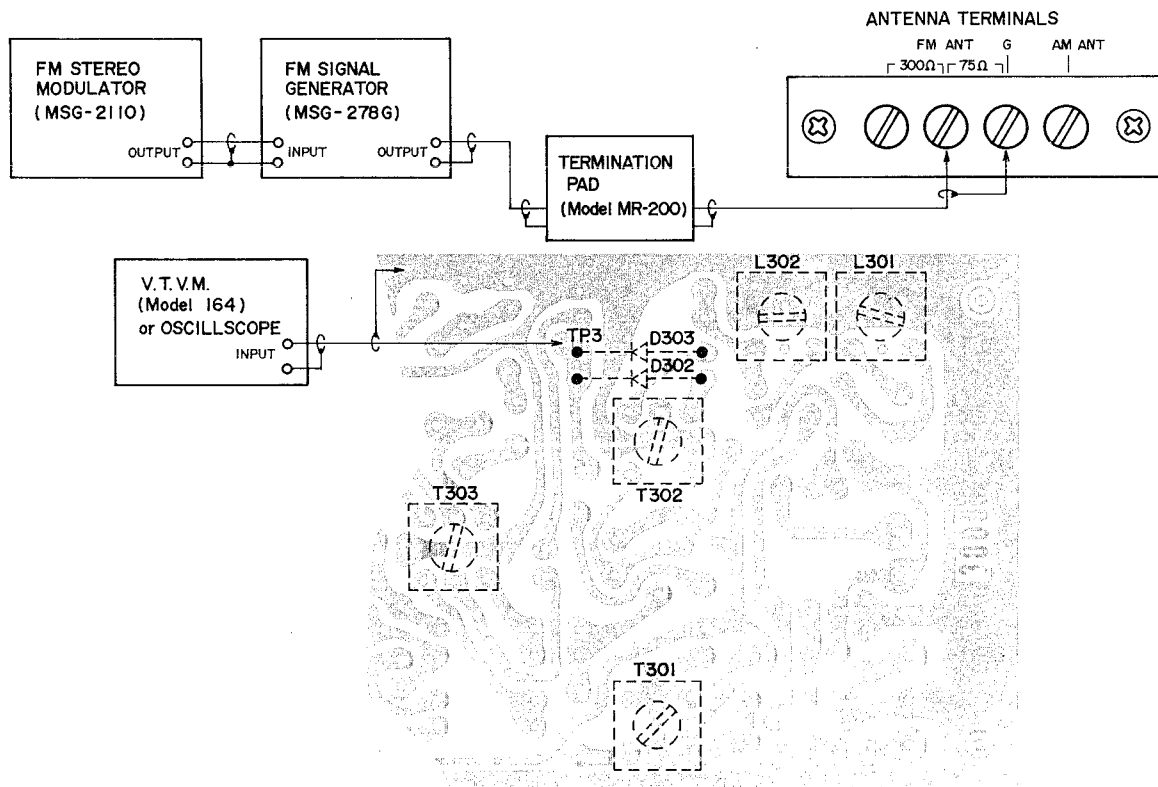 ANTENNA TERMINALS
FM ANT G AM ANT
300Ω 75Ω
FM STEREO
MODULATOR
(MSG-2110)
OUTPUT
FM SIGNAL
GENERATOR
(MSG-278G)
INPUT
OUTPUT
TERMINATION
PAD
(Model MR-200)
V.T.V.M.
(Model 164)
or OSCILLSCOPE
INPUT
L302 L301
TP3 D303
D302
T302
T303
T301